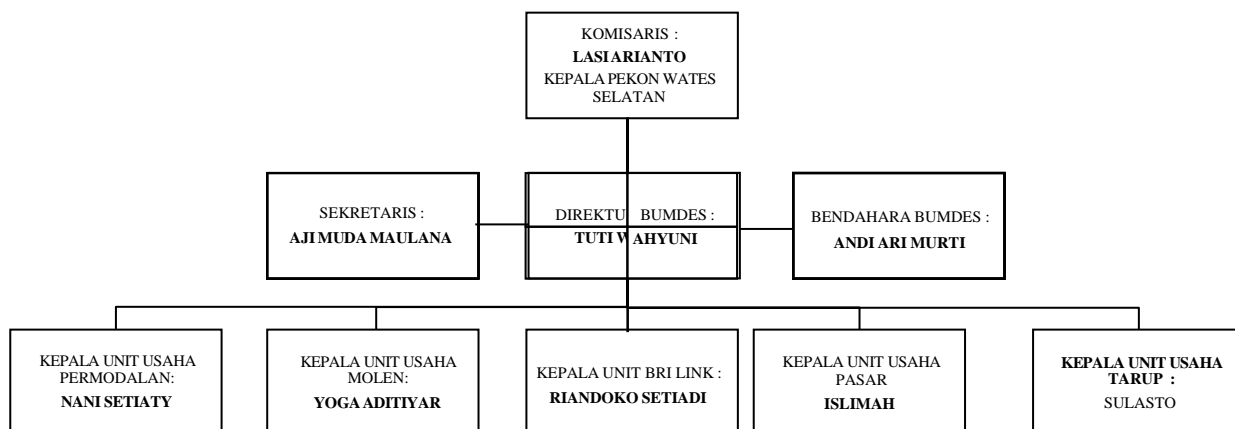 KOMISARIS :
LASI ARIANTO
KEPALA PEKON WATES
SELATAN
SEKRETARIS :
AJI MUDA MAULANA
DIREKTU BUMDES :
TUTI WAHYUNI
BENDAHARA BUMDES :
ANDI ARI MURTI
KEPALA UNIT USAHA
PERMODALAN:
NANI SETIATY
KEPALA UNIT USAHA
MOLEN:
YOGA ADITIYAR
KEPALA UNIT BRI LINK :
RIANDOKO SETIADI
KEPALA UNIT USAHA
PASAR
ISLIMAH
KEPALA UNIT USAHA
TARUP :
SULASTO